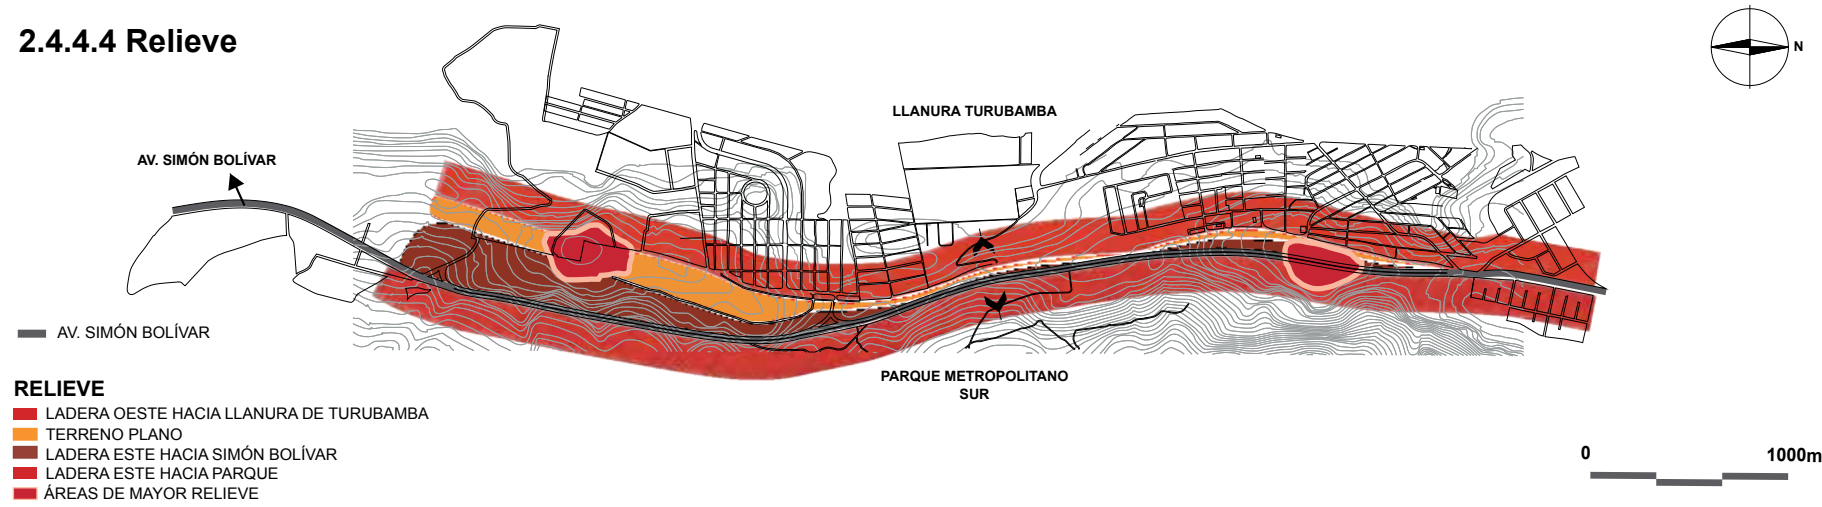 2.4.4.4 Relieve
N
LLANURA TURUBAMBA
AV. SIMÓN BOLÍVAR
AV. SIMÓN BOLÍVAR
PARQUE METROPOLITANO
SUR
RELIEVE
LADERA OESTE HACIA LLANURA DE TURUBAMBA
TERRENO PLANO
LADERA ESTE HACIA SIMÓN BOLÍVAR
LADERA ESTE HACIA PARQUE
ÁREAS DE MAYOR RELIEVE
0 1000m